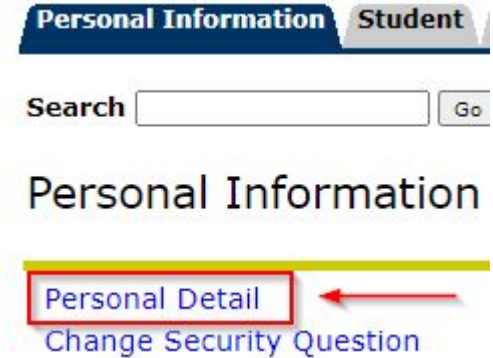 Personal Information Student
Search Go
Personal Information
Personal Detail
Change Security Question